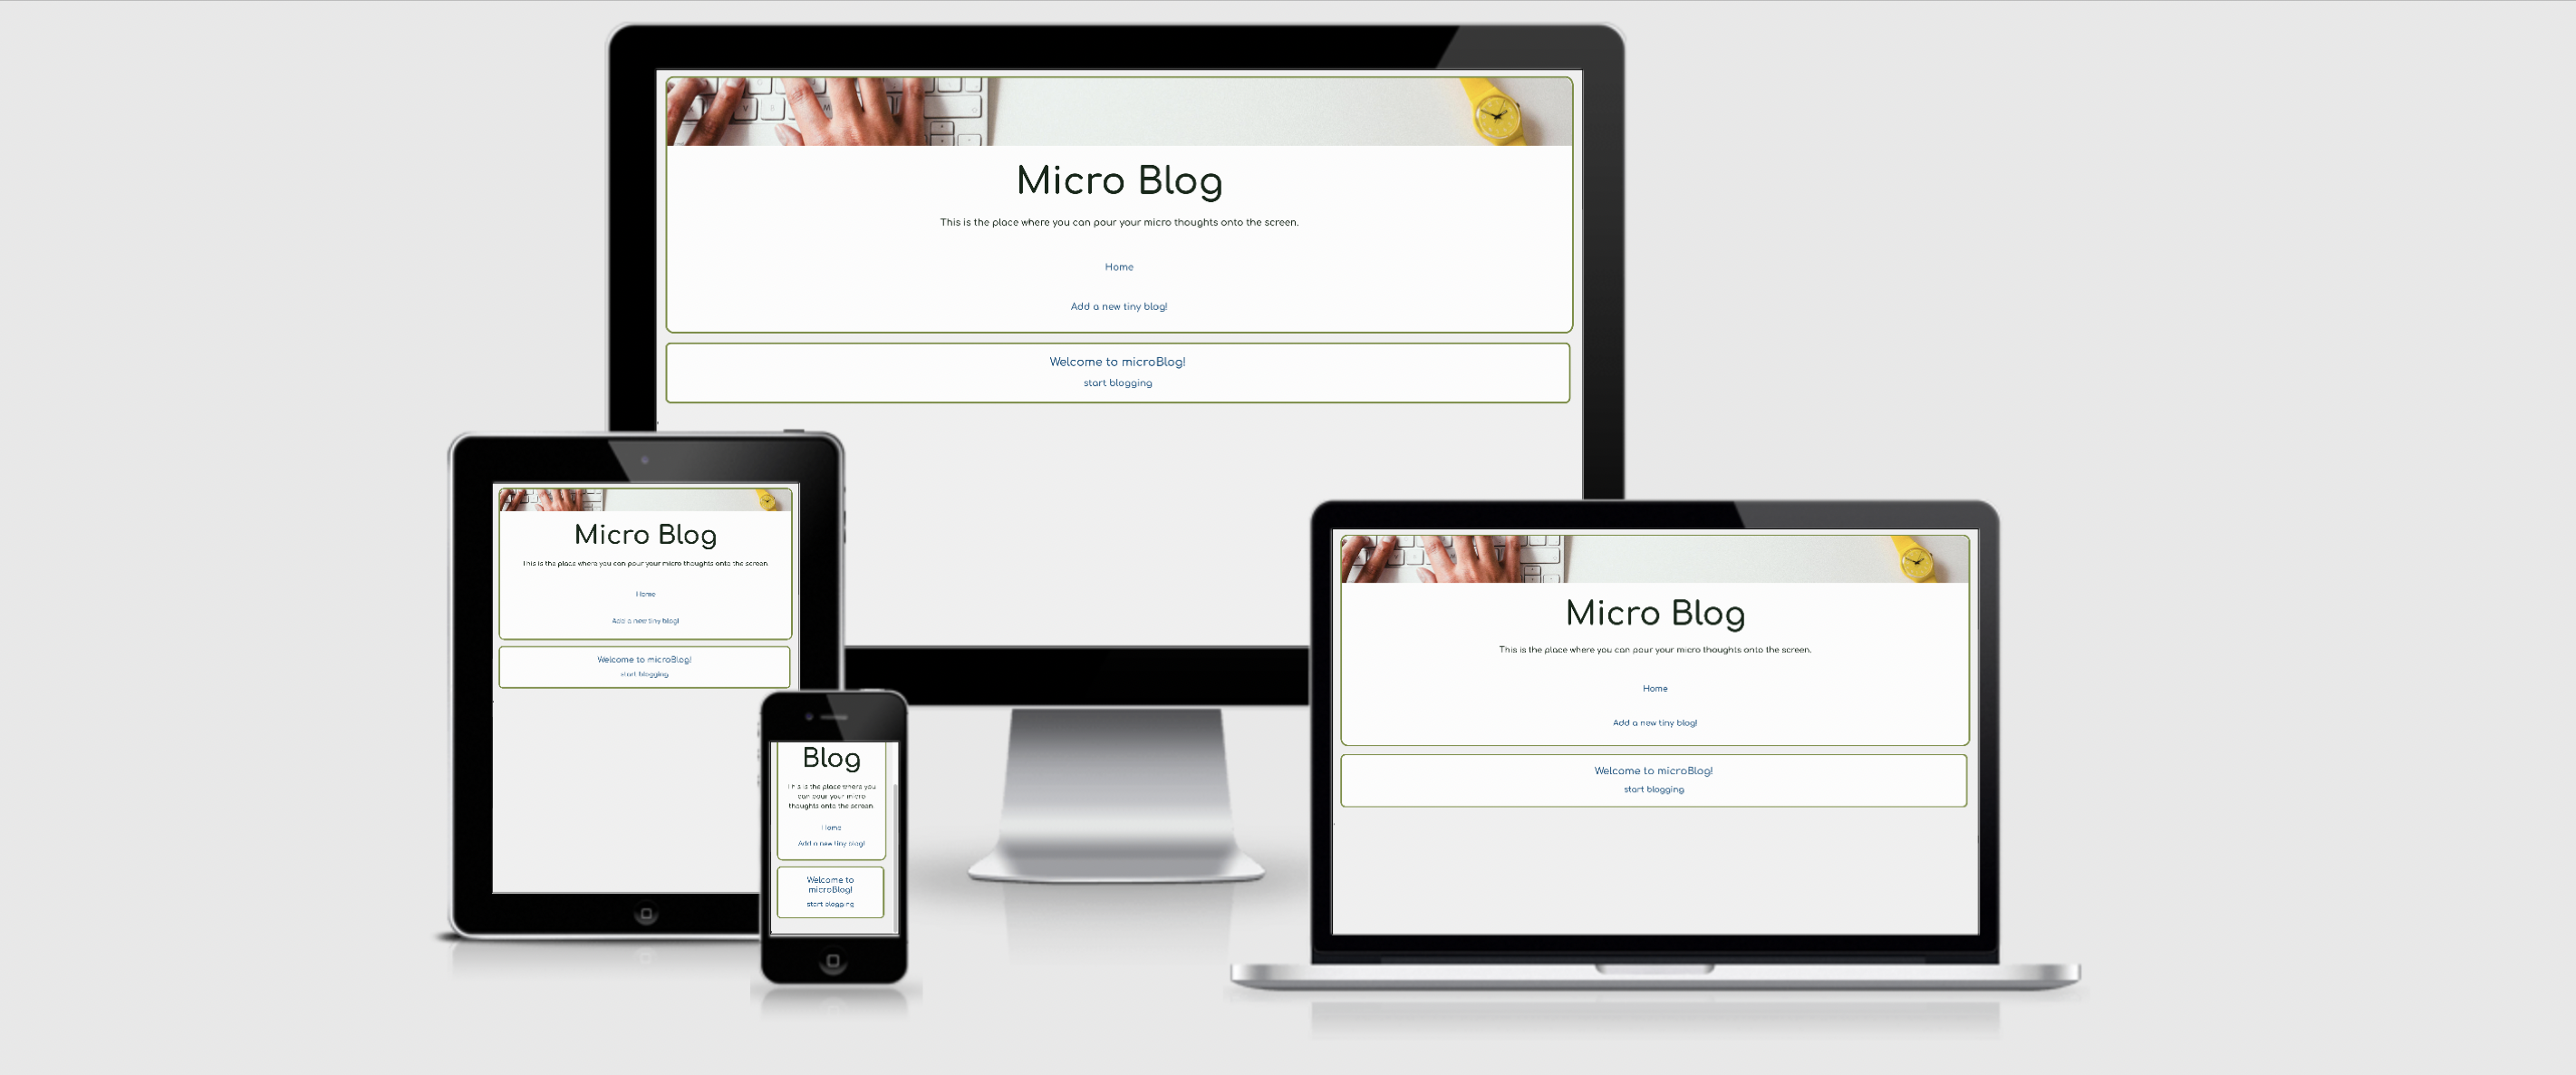 Micro Blog
This is the place where you can pour your micro thoughts onto the screen.
Home
Add a new tiny blog!
Welcome to microBlog!
start blogging
Micro Blog
This is the place where you can pour your micro thoughts onto the screen.
Home
Add a new tiny blog!
Welcome to microBlog!
start blogging
Blog
This is the place where you
can pour your micro
thoughts onto the screen.
Home
Add a new tiny blog!
Welcome to
microBlog!
start blogging
Micro Blog
This is the place where you can pour your micro thoughts onto the screen.
Home
Add a new tiny blog!
Welcome to microBlog!
start blogging